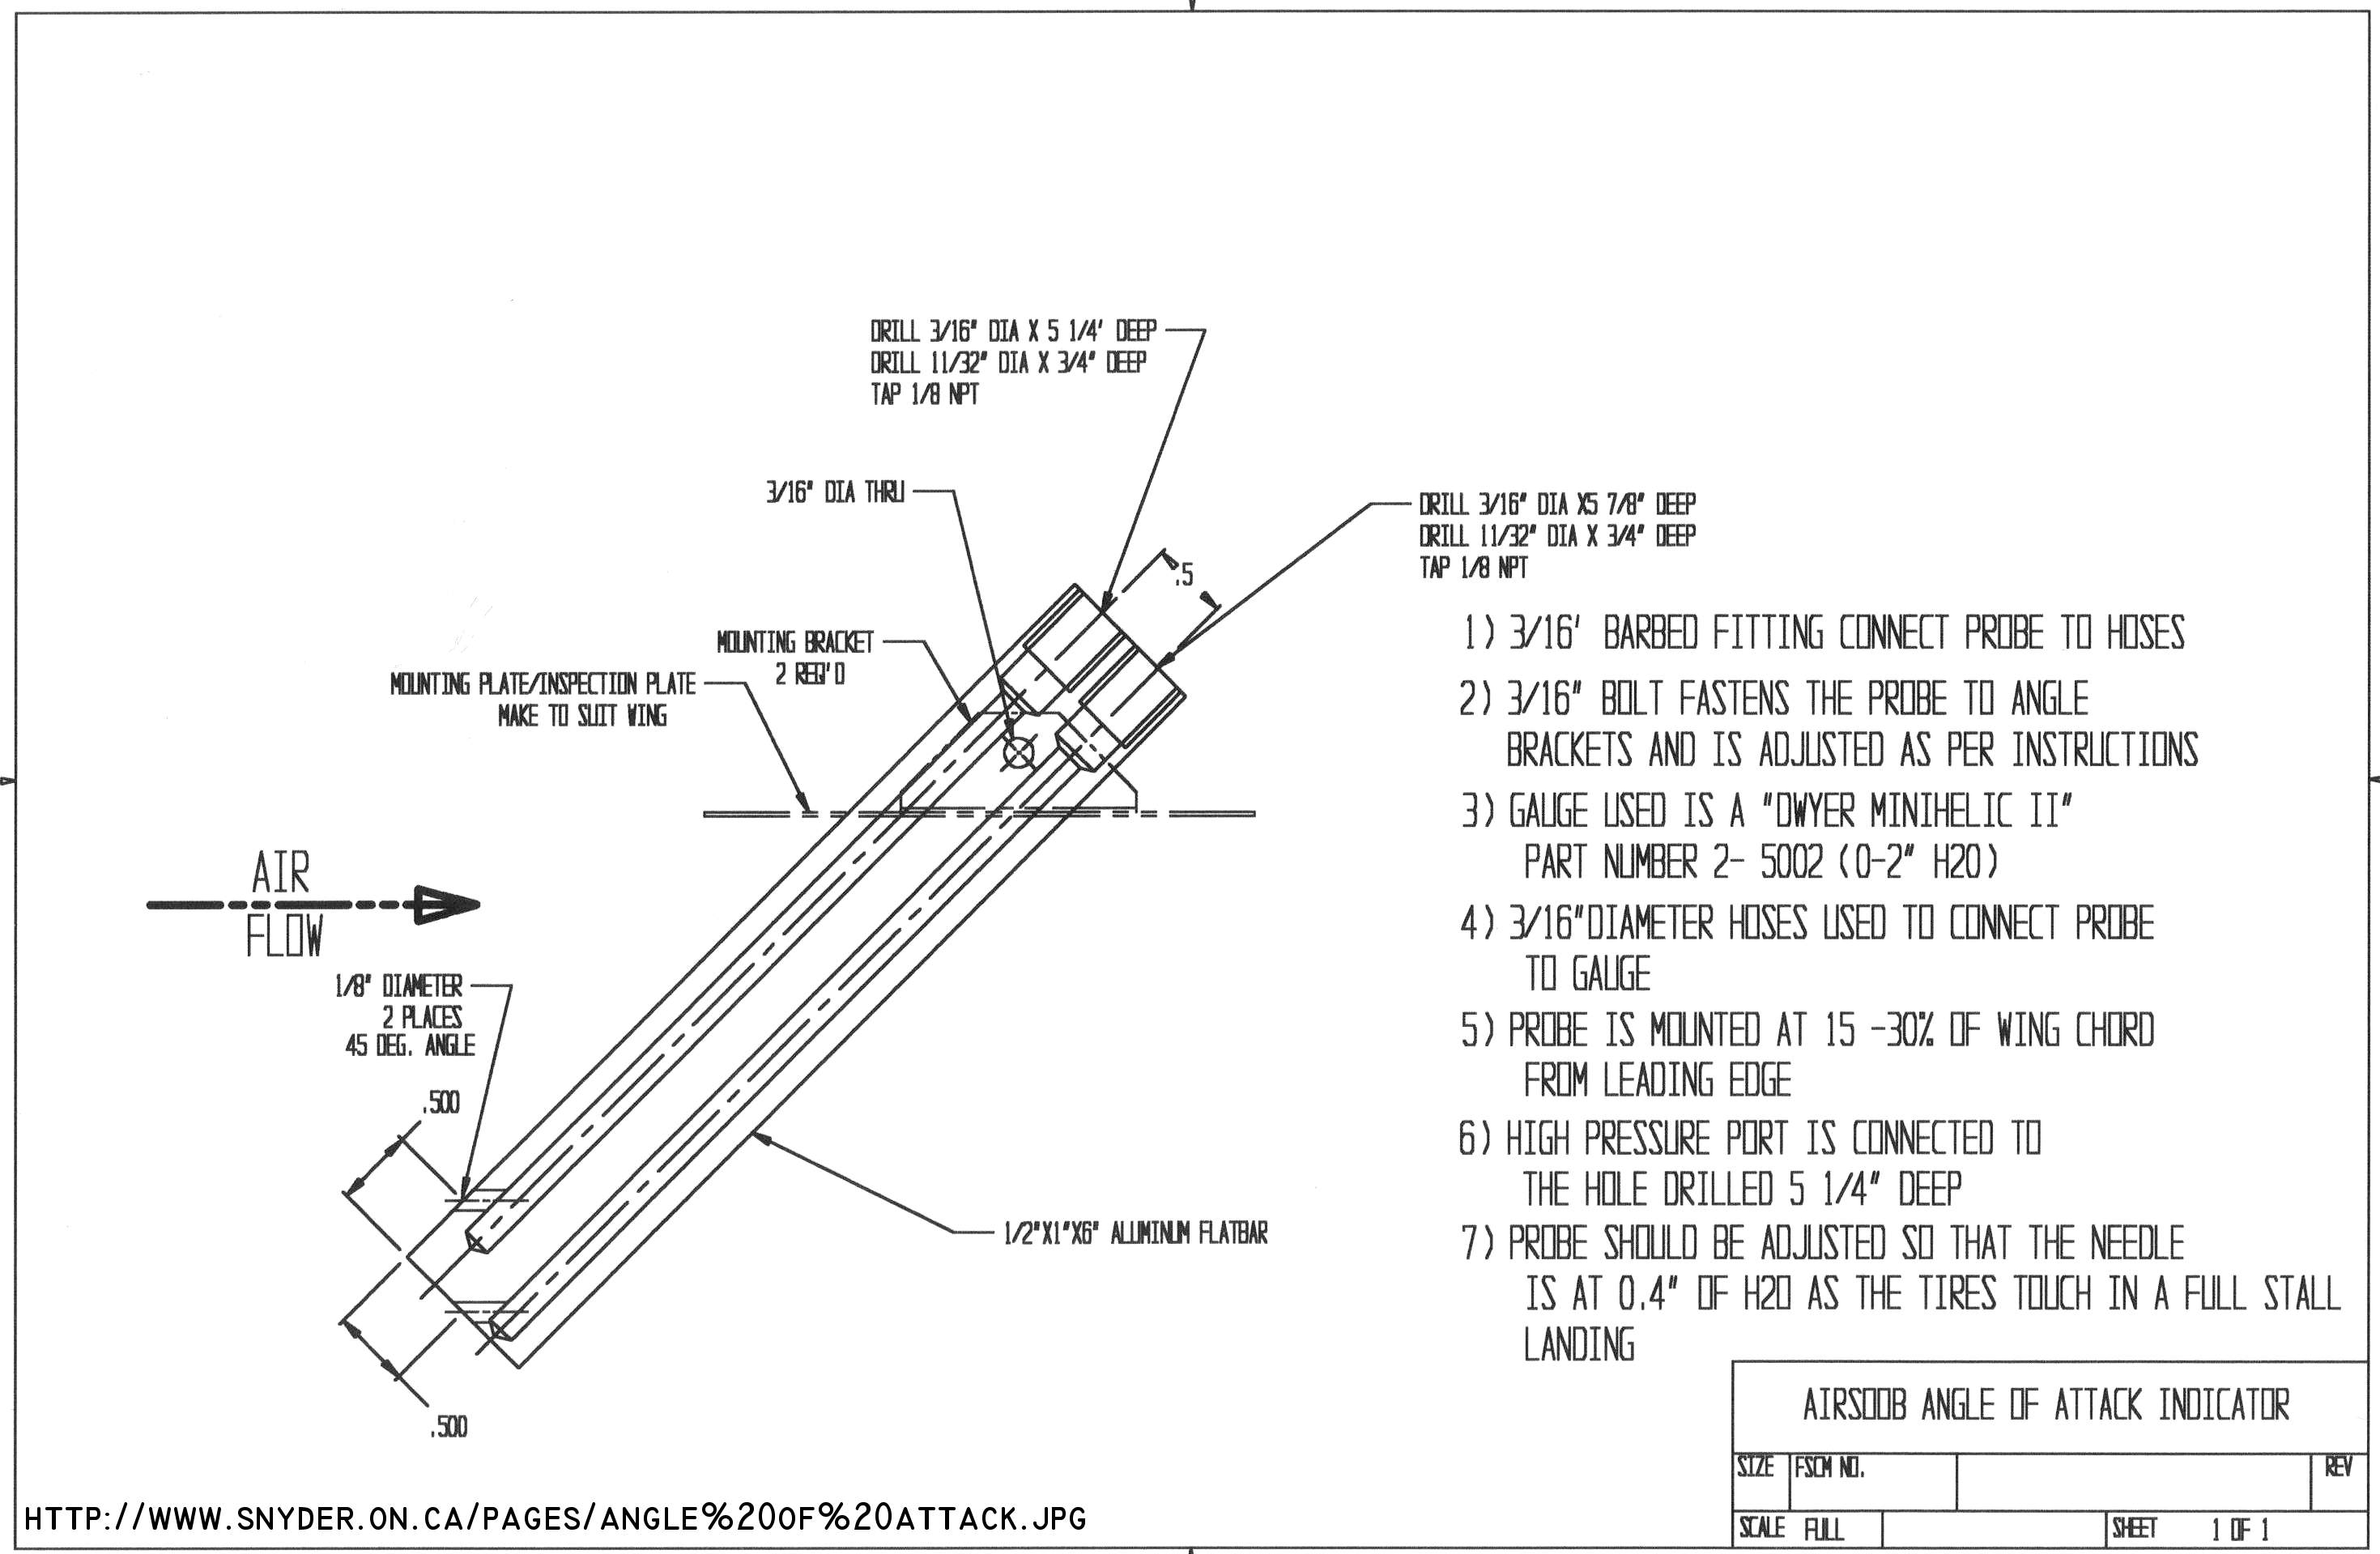 DRILL 3/16" DIA X 5 1/4' DEEP
DRILL 11/32" DIA X 3/4" DEEP
TAP 1/8 NPT
3/16" DIA THRU
DRILL 3/16" DIA X5 7/8" DEEP
DRILL 11/32" DIA X 3/4" DEEP
TAP 1/8 NPT
.5
MOUNTING BRACKET
2 REQ'D
MOUNTING PLATE/INSPECTION PLATE
MAKE TO SUIT WING
AIR
FLOW
1/8" DIAMETER
2 PLACES
45 DEG. ANGLE
.500
.500
1/2"X1"X6" ALUMINUM FLATBAR
1) 3/16' BARBED FITTING CONNECT PROBE TO HOSES
2) 3/16" BOLT FASTENS THE PROBE TO ANGLE
BRACKETS AND IS ADJUSTED AS PER INSTRUCTIONS
3) GAUGE USED IS A "DWYER MINIHELIC II"
PART NUMBER 2- 5002 (0-2" H20)
4) 3/16"DIAMETER HOSES USED TO CONNECT PROBE
TO GAUGE
5) PROBE IS MOUNTED AT 15 -30% OF WING CHORD
FROM LEADING EDGE
6) HIGH PRESSURE PORT IS CONNECTED TO
THE HOLE DRILLED 5 1/4" DEEP
7) PROBE SHOULD BE ADJUSTED SO THAT THE NEEDLE
IS AT 0.4" OF H20 AS THE TIRES TOUCH IN A FULL STALL
LANDING
AIRSOOB ANGLE OF ATTACK INDICATOR
SIZE FSCM NO. REV
SCALE FULL SHEET 1 OF 1
HTTP://WWW.SNYDER.ON.CA/PAGES/ANGLE%20OF%20ATTACK.JPG